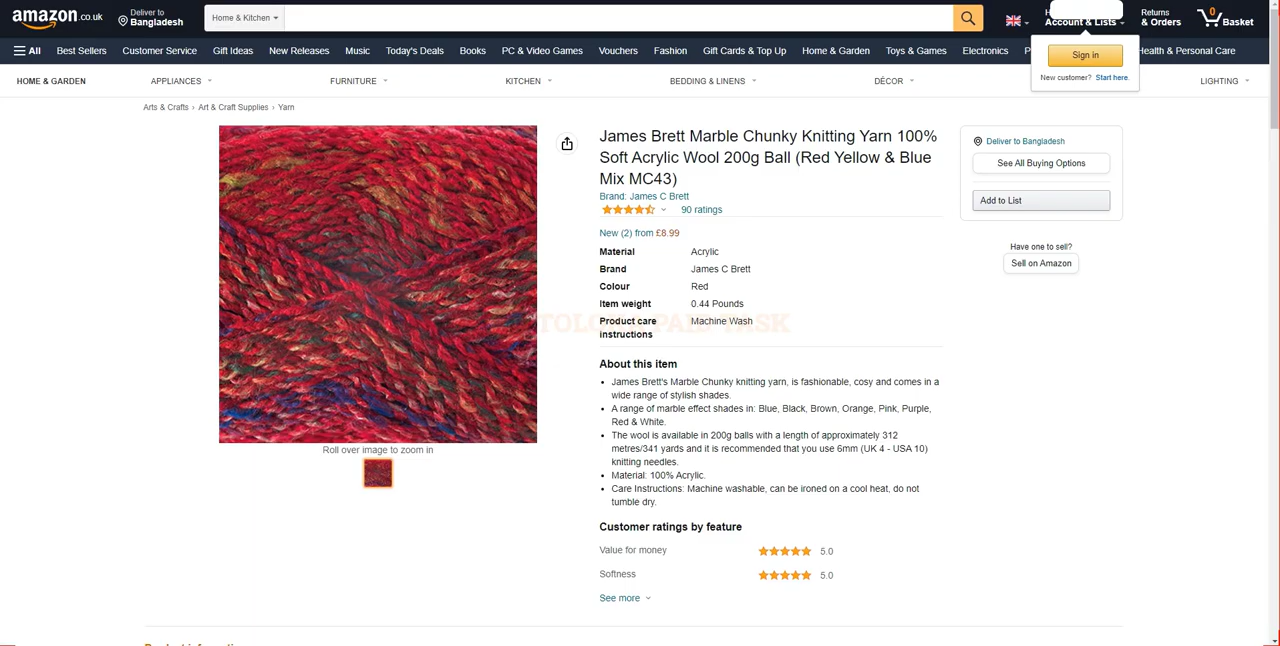 amazon.co.uk
Deliver to
Bangladesh
Home & Kitchen
Account & Lists
Returns
& Orders
0
Basket
All Best Sellers Customer Service Gift Ideas New Releases Music Today's Deals Books PC & Video Games Vouchers Fashion Gift Cards & Top Up Home & Garden Toys & Games Electronics Health & Personal Care
Sign in
New customer? Start here.
HOME & GARDEN APPLIANCES FURNITURE KITCHEN BEDDING & LINENS DÉCOR LIGHTING
Arts & Crafts › Art & Craft Supplies › Yarn
James Brett Marble Chunky Knitting Yarn 100%
Soft Acrylic Wool 200g Ball (Red Yellow & Blue
Mix MC43)
Brand: James C Brett
90 ratings
New (2) from £8.99
Material Acrylic
Brand James C Brett
Colour Red
Item weight 0.44 Pounds
Product care Machine Wash
instructions
About this item
• James Brett's Marble Chunky knitting yarn, is fashionable, cosy and comes in a
wide range of stylish shades.
• A range of marble effect shades in: Blue, Black, Brown, Orange, Pink, Purple,
Red & White.
• The wool is available in 200g balls with a length of approximately 312
metres/341 yards and it is recommended that you use 6mm (UK 4 - USA 10)
knitting needles.
• Material: 100% Acrylic.
• Care Instructions: Machine washable, can be ironed on a cool heat, do not
tumble dry.
Customer ratings by feature
Value for money 5.0
Softness 5.0
See more
Roll over image to zoom in
Deliver to Bangladesh
See All Buying Options
Add to List
Have one to sell?
Sell on Amazon